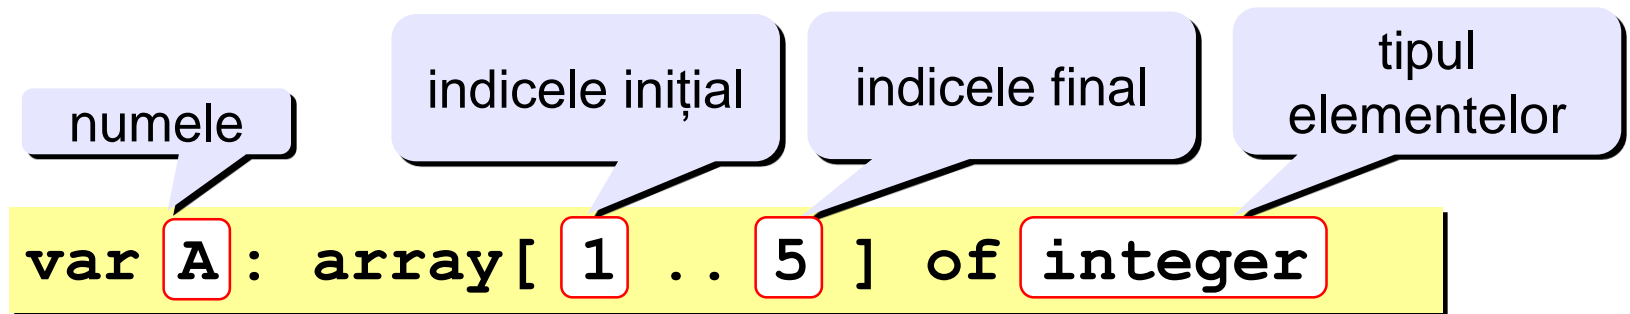 numele
indicele inițial
indicele final
tipul
elementelor
var A: array[ 1 .. 5 ] of integer